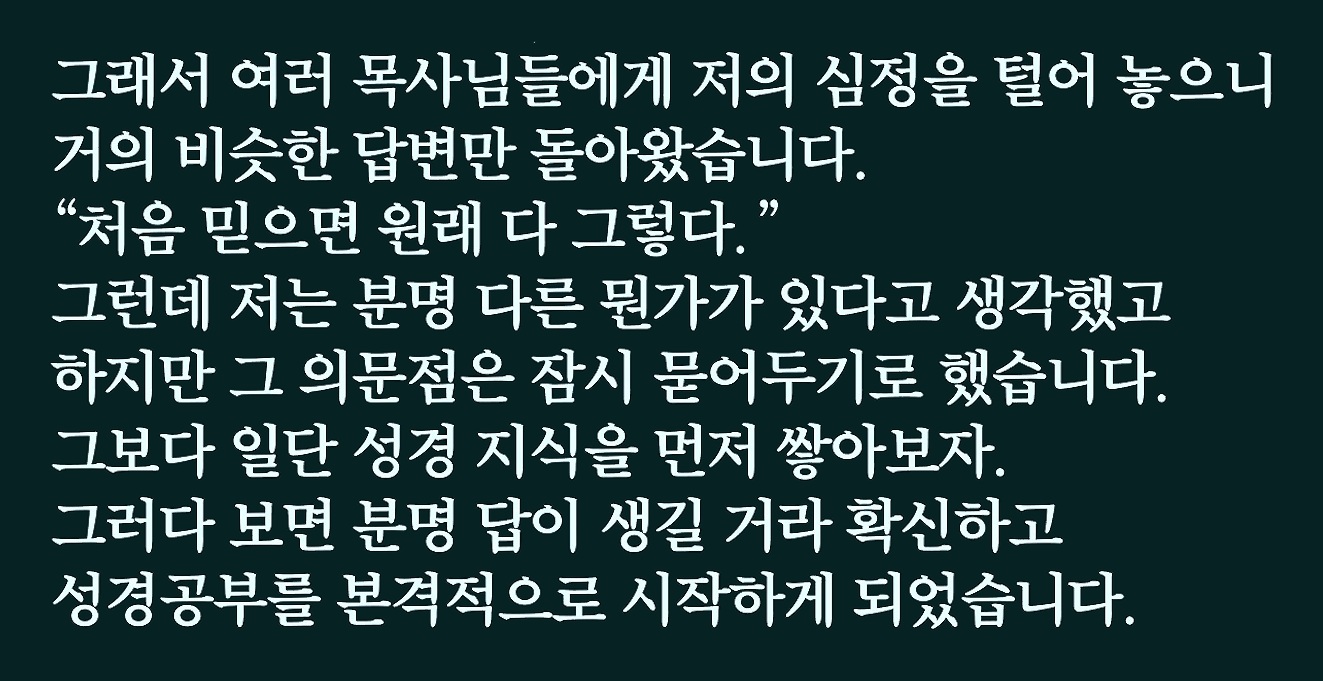 그래서 여러 목사님들에게 저의 심정을 털어 놓으니
거의 비슷한 답변만 돌아왔습니다.
“처음 믿으면 원래 다 그렇다.”
그런데 저는 분명 다른 뭔가가 있다고 생각했고
하지만 그 의문점은 잠시 묻어두기로 했습니다.
그보다 일단 성경 지식을 먼저 쌓아보자.
그러다 보면 분명 답이 생길 거라 확신하고
성경공부를 본격적으로 시작하게 되었습니다.